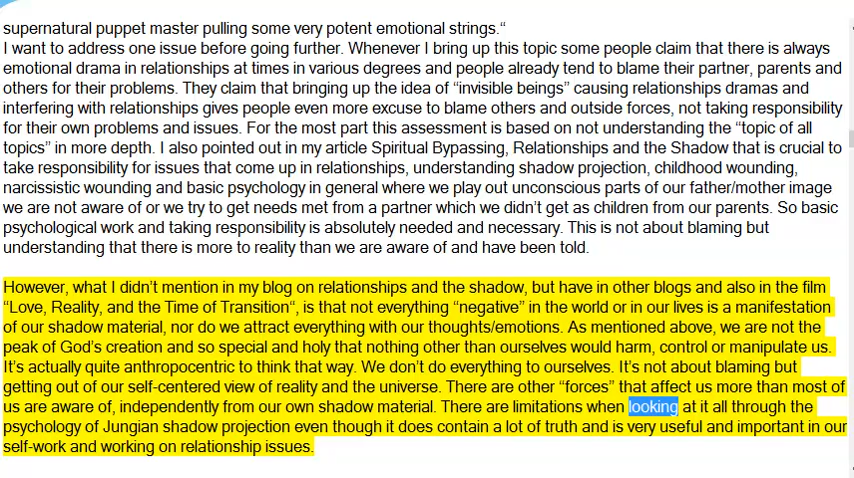 supernatural puppet master pulling some very potent emotional strings.“
I want to address one issue before going further. Whenever I bring up this topic some people claim that there is always
emotional drama in relationships at times in various degrees and people already tend to blame their partner, parents and
others for their problems. They claim that bringing up the idea of “invisible beings” causing relationships dramas and
interfering with relationships gives people even more excuse to blame others and outside forces, not taking responsibility
for their own problems and issues. For the most part this assessment is based on not understanding the “topic of all
topics” in more depth. I also pointed out in my article Spiritual Bypassing, Relationships and the Shadow that is crucial to
take responsibility for issues that come up in relationships, understanding shadow projection, childhood wounding,
narcissistic wounding and basic psychology in general where we play out unconscious parts of our father/mother image
we are not aware of or we try to get needs met from a partner which we didn’t get as children from our parents. So basic
psychological work and taking responsibility is absolutely needed and necessary. This is not about blaming but
understanding that there is more to reality than we are aware of and have been told.
However, what I didn’t mention in my blog on relationships and the shadow, but have in other blogs and also in the film
“Love, Reality, and the Time of Transition“, is that not everything “negative” in the world or in our lives is a manifestation
of our shadow material, nor do we attract everything with our thoughts/emotions. As mentioned above, we are not the
peak of God’s creation and so special and holy that nothing other than ourselves would harm, control or manipulate us.
It’s actually quite anthropocentric to think that way. We don’t do everything to ourselves. It’s not about blaming but
getting out of our self-centered view of reality and the universe. There are other “forces” that affect us more than most of
us are aware of, independently from our own shadow material. There are limitations when looking at it all through the
psychology of Jungian shadow projection even though it does contain a lot of truth and is very useful and important in our
self-work and working on relationship issues.